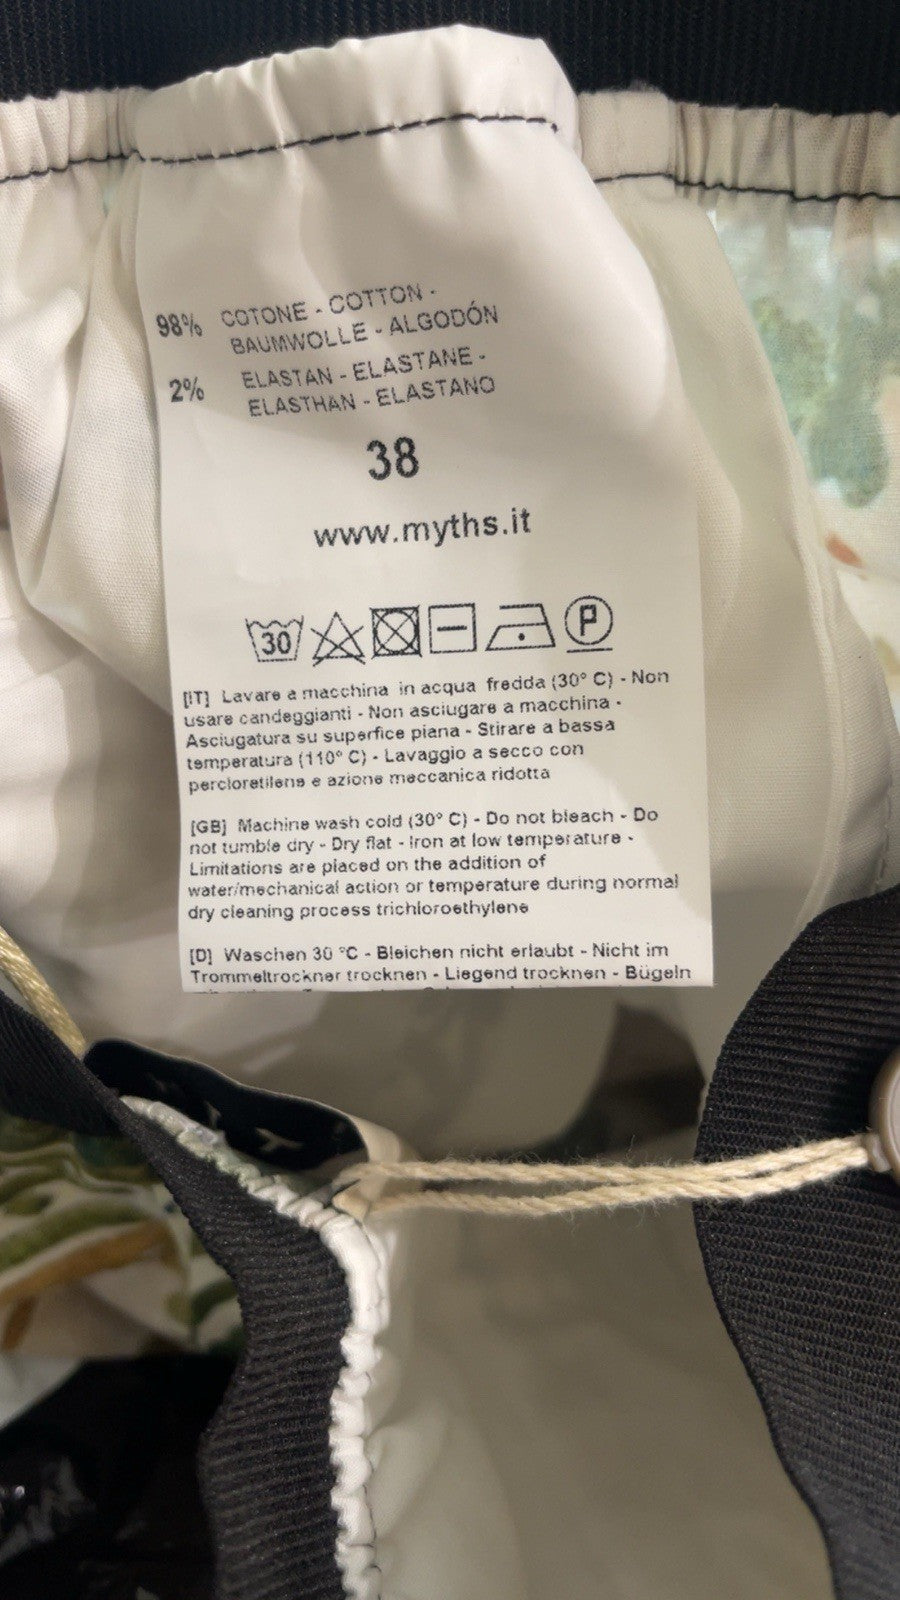 98% COTONE - COTTON -
BAUMWOLLE - ALGODÓN
2% ELASTAN - ELASTANE -
ELASTHAN - ELASTANO
38
www.myths.it
30 P
[IT] Lavare a macchina in acqua fredda (30° C) - Non
usare candeggianti - Non asciugare a macchina -
Asciugatura su superfice piana - Stirare a bassa
temperatura (110° C) - Lavaggio a secco con
percloretilene e azione meccanica ridotta
[GB] Machine wash cold (30° C) - Do not bleach - Do
not tumble dry - Dry flat - Iron at low temperature -
Limitations are placed on the addition of
water/mechanical action or temperature during normal
dry cleaning process trichloroethylene
[D] Waschen 30 °C - Bleichen nicht erlaubt - Nicht im
Trommeltrockner trocknen - Liegend trocknen - Bügeln